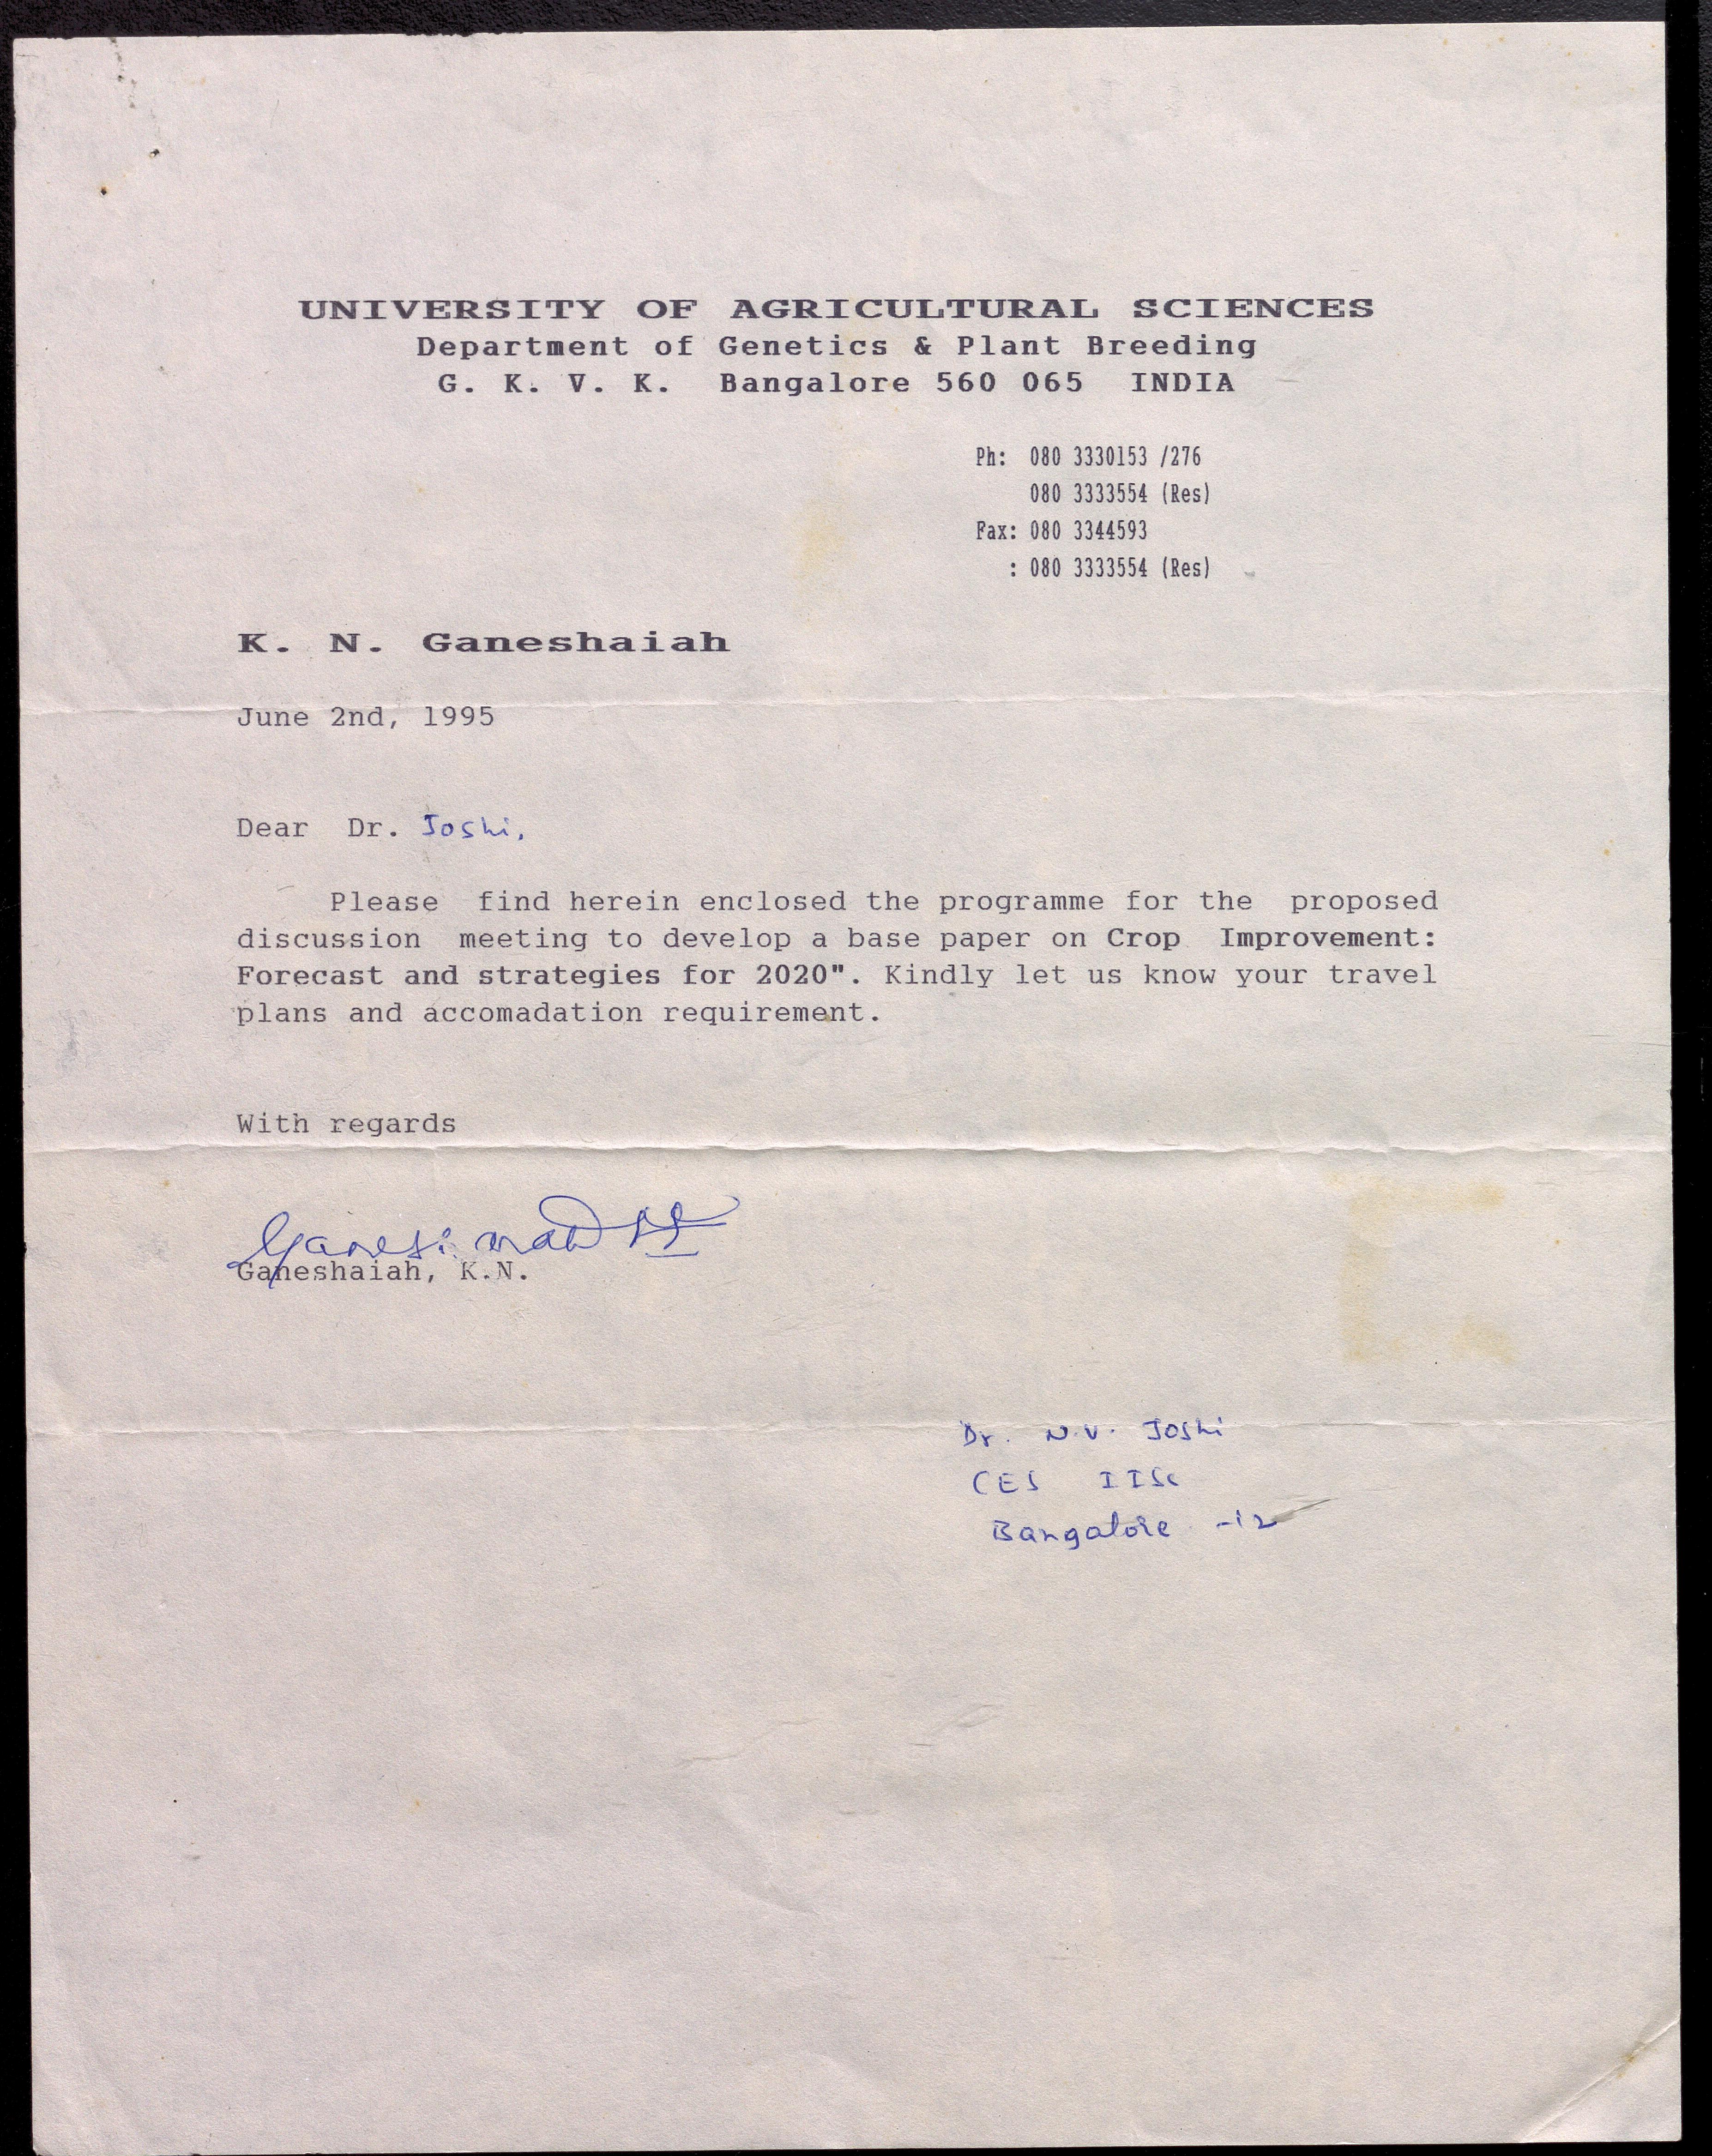 UNIVERSITY OF AGRICULTURAL SCIENCES
Department of Genetics & Plant Breeding
G. K. V. K. Bangalore 560 065 INDIA
Ph: 080 3330153 /276
080 3333554 (Res)
Fax: 080 3344593
: 080 3333554 (Res)
K. N. Ganeshaiah
June 2nd, 1995
Dear Dr. Joshi,
Please find herein enclosed the programme for the proposed
discussion meeting to develop a base paper on Crop Improvement:
Forecast and strategies for 2020". Kindly let us know your travel
plans and accomadation requirement.
With regards
Ganeshaiah, K.N.
Dr. N.V. Joshi
CES IISc
Bangalore -12